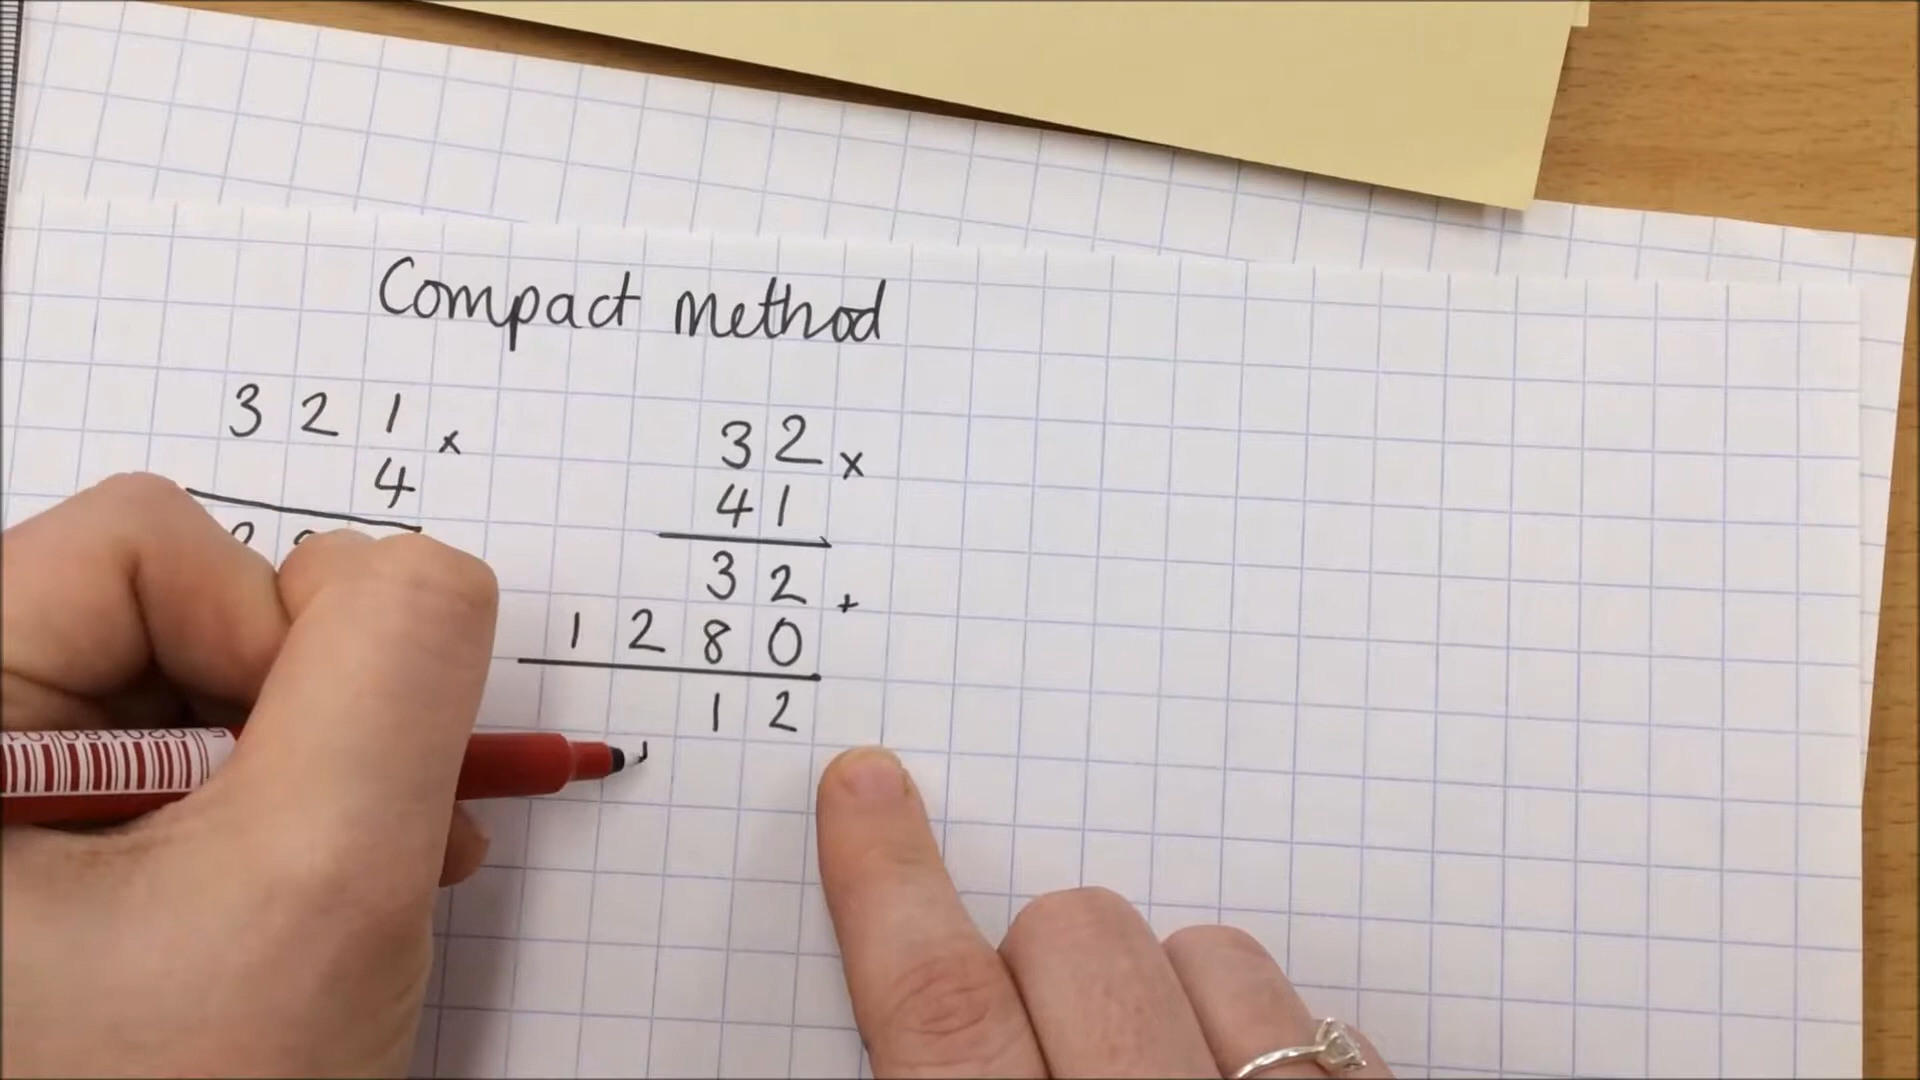 Compact method
3 2 1 x
4
3 2 x
4 1
3 2 +
1 2 8 0
1 2